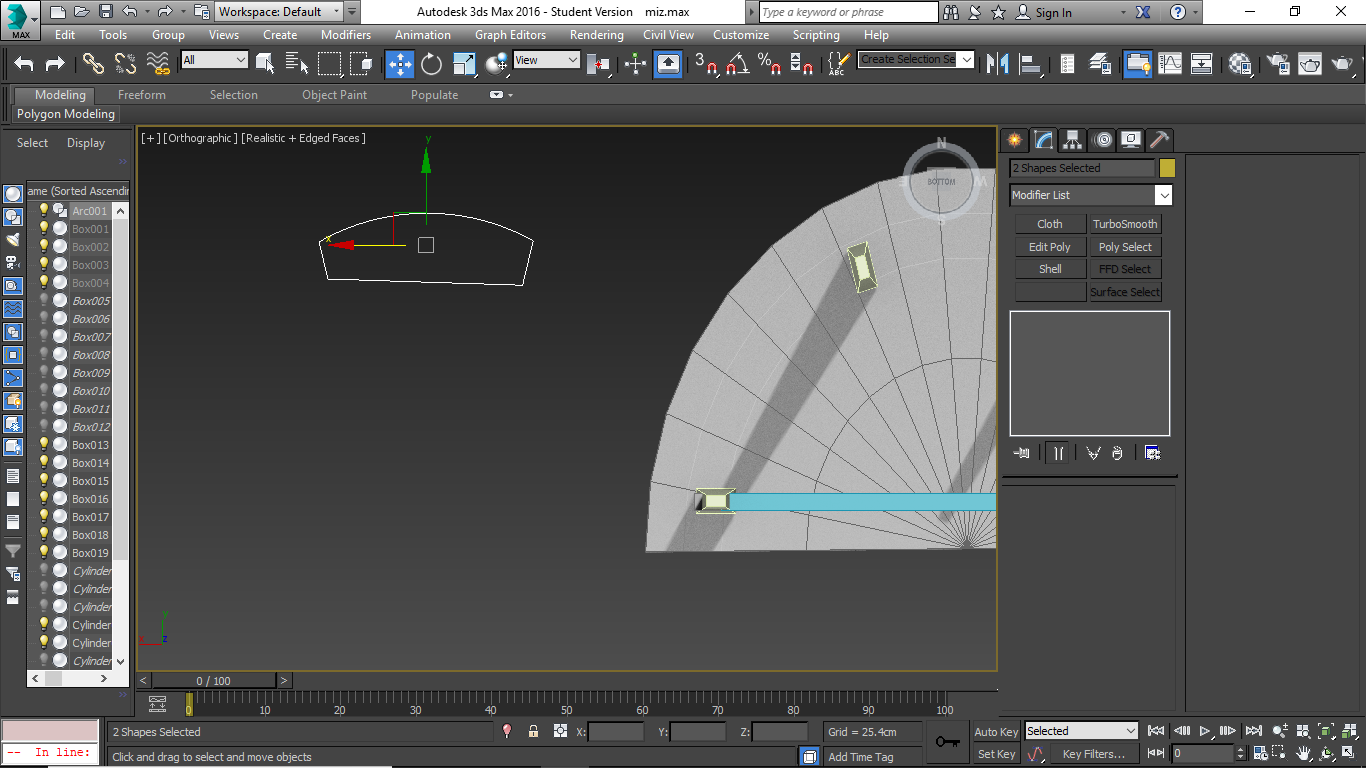 Workspace: Default
Autodesk 3ds Max 2016 - Student Version miz.max
Type a keyword or phrase
Sign In
MAX
Edit Tools Group Views Create Modifiers Animation Graph Editors Rendering Civil View Customize Scripting Help
All
View
3
%
ABC
Create Selection Se
Modeling Freeform Selection Object Paint Populate
Polygon Modeling
Select Display
[+] [Orthographic] [Realistic + Edged Faces]
ame (Sorted Ascendin
Arc001
Box001
Box002
Box003
Box004
Box005
Box006
Box007
Box008
Box009
Box010
Box011
Box012
Box013
Box014
Box015
Box016
Box017
Box018
Box019
Cylinder
Cylinder
Cylinder
Cylinder
Cylinder
Cylinder
y
x
N
E
W
BOTTOM
2 Shapes Selected
Modifier List
Cloth TurboSmooth
Edit Poly Poly Select
Shell FFD Select
Surface Select
y
x
z
0 / 100
0 10 20 30 40 50 60 70 80 90 100
2 Shapes Selected
X: Y: Z: Grid = 25.4cm
Auto Key
Selected
-- In line:
Click and drag to select and move objects
Add Time Tag
Set Key
Key Filters...
0